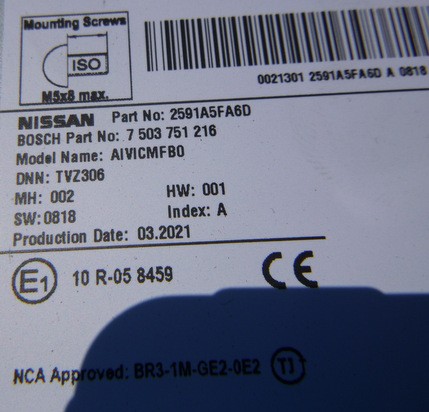 Mounting Screws
ISO
M5x8 max.
0021301 2591A5FA6D A 0818
NISSAN Part No: 2591A5FA6D
BOSCH Part No: 7 503 751 216
Model Name: AIVICMFB0
DNN: TVZ306
MH: 002 HW: 001
SW:0818 Index: A
Production Date: 03.2021
E1 10 R-05 8459 CE
NCA Approved: BR3-1M-GE2-0E2